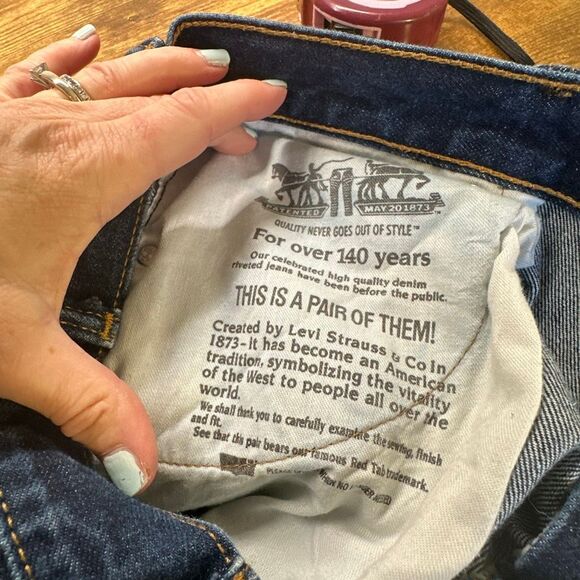 PATENTED MAY 20 1873
QUALITY NEVER GOES OUT OF STYLE™
For over 140 years
Our celebrated high quality denim
riveted jeans have been before the public.
THIS IS A PAIR OF THEM!
Created by Levi Strauss & Co in
1873-it has become an American
tradition, symbolizing the vitality
of the West to people all over the
world.
We shall thank you to carefully examine the sewing, finish
and fit.
See that this pair bears our famous Red Tab trademark.